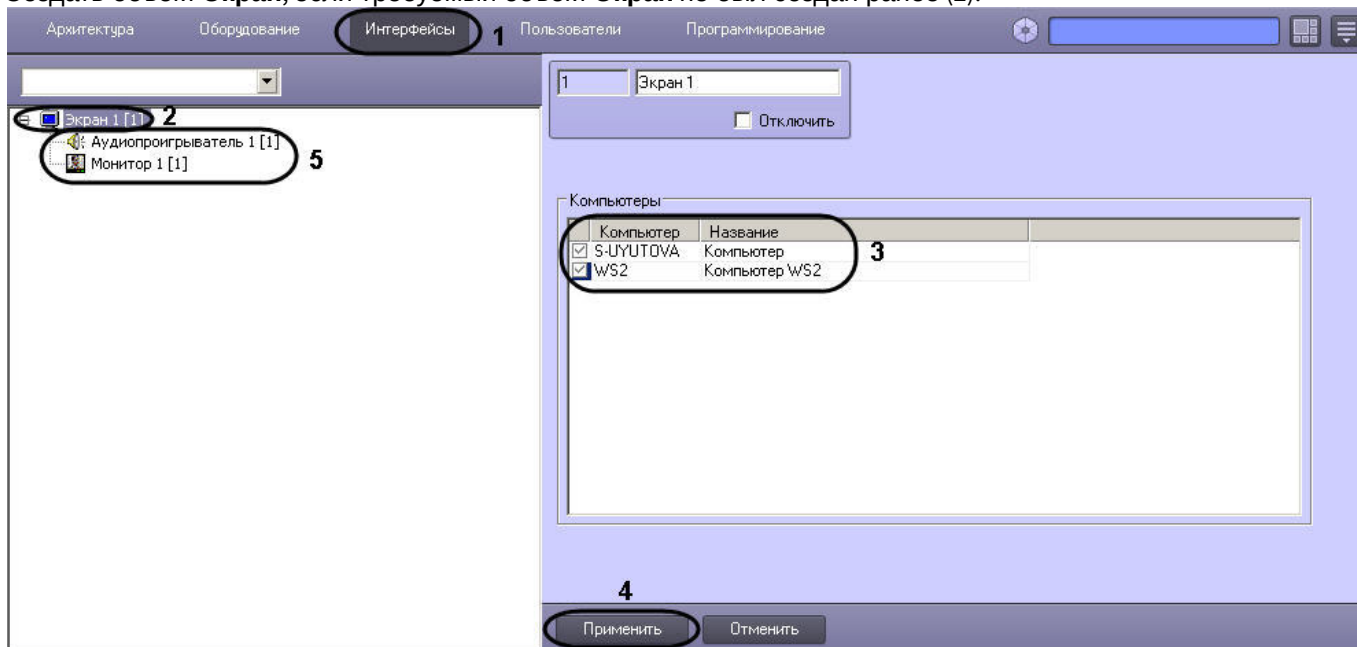 Создать объект Экран, если требуемый объект Экран не был создан ранее (2).
Архитектура Оборудование Интерфейсы 1 Пользователи Программирование
1 Экран 1
Отключить
Экран 1 [1] 2
Аудиопроигрыватель 1 [1]
Монитор 1 [1]
5
Компьютеры
Компьютер Название
S-UYUTOVA Компьютер
WS2 Компьютер WS2
3
4
Применить Отменить